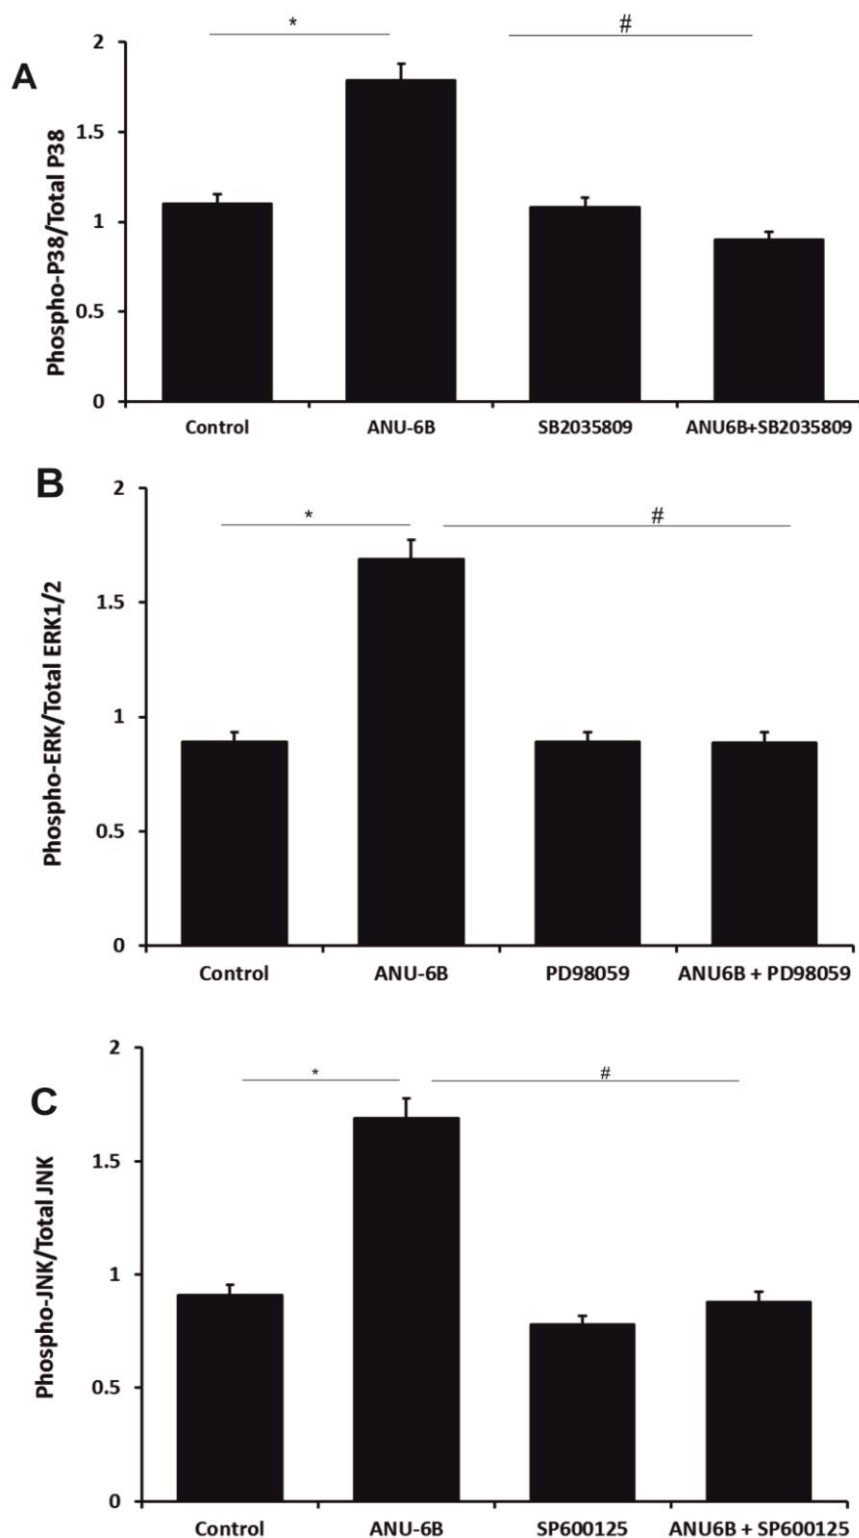 * #
A
2
1.5
1
0.5
0
Phospho-P38/Total P38
Control ANU-6B SB2035809 ANU6B+SB2035809
B
2
* #
1.5
1
0.5
0
Phospho-ERK/Total ERK1/2
Control ANU-6B PD98059 ANU6B + PD98059
C
2
* #
1.5
1
0.5
0
Phospho-JNK/Total JNK
Control ANU-6B SP600125 ANU6B + SP600125